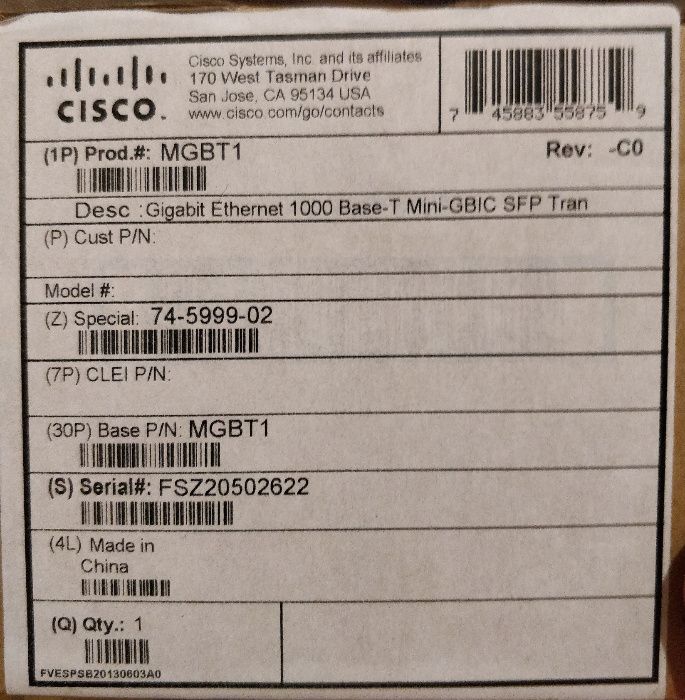 CISCO.
Cisco Systems, Inc. and its affiliates
170 West Tasman Drive
San Jose, CA 95134 USA
www.cisco.com/go/contacts
7 45883 55875 9
(1P) Prod.#: MGBT1
Rev: -C0
Desc :Gigabit Ethernet 1000 Base-T Mini-GBIC SFP Tran
(P) Cust P/N:
Model #:
(Z) Special: 74-5999-02
(7P) CLEI P/N:
(30P) Base P/N: MGBT1
(S) Serial#: FSZ20502622
(4L) Made in
China
(Q) Qty.: 1
FVESPSB20130603A0